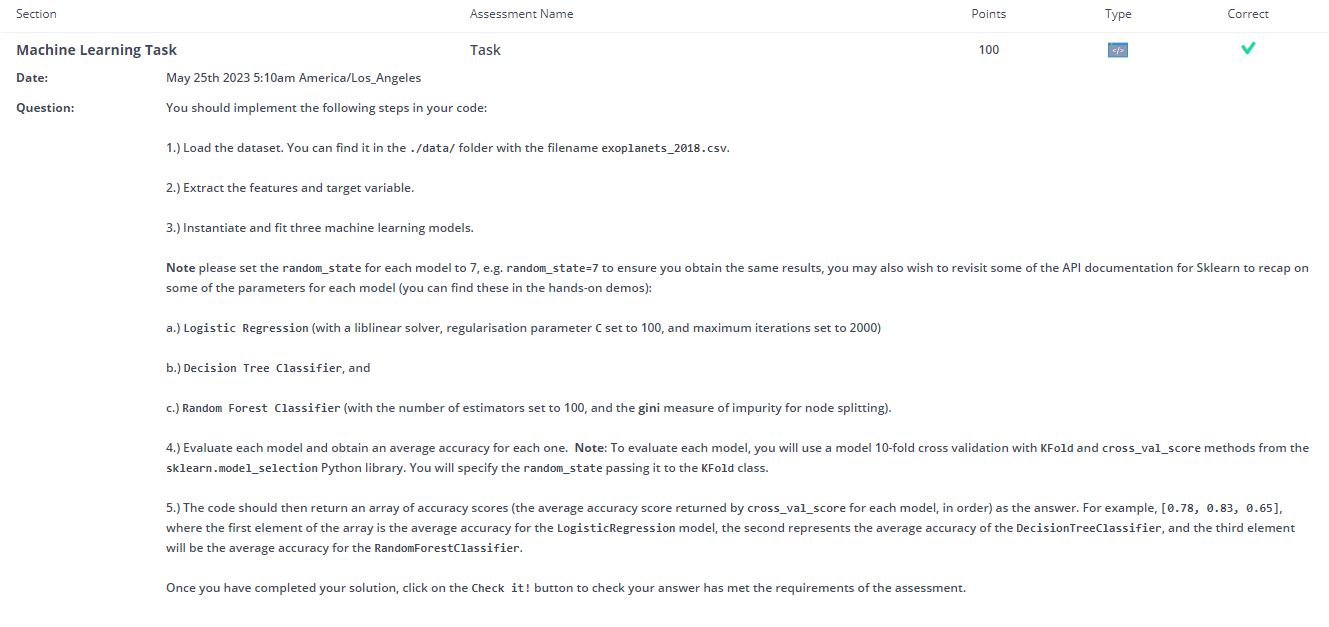 Section Assessment Name Points Type Correct
Machine Learning Task Task 100 </>
Date: May 25th 2023 5:10am America/Los_Angeles
Question: You should implement the following steps in your code:
1.) Load the dataset. You can find it in the ./data/ folder with the filename exoplanets_2018.csv.
2.) Extract the features and target variable.
3.) Instantiate and fit three machine learning models.
Note please set the random_state for each model to 7, e.g. random_state=7 to ensure you obtain the same results, you may also wish to revisit some of the API documentation for Sklearn to recap on
some of the parameters for each model (you can find these in the hands-on demos):
a.) Logistic Regression (with a liblinear solver, regularisation parameter C set to 100, and maximum iterations set to 2000)
b.) Decision Tree Classifier, and
c.) Random Forest Classifier (with the number of estimators set to 100, and the gini measure of impurity for node splitting).
4.) Evaluate each model and obtain an average accuracy for each one. Note: To evaluate each model, you will use a model 10-fold cross validation with KFold and cross_val_score methods from the
sklearn.model_selection Python library. You will specify the random_state passing it to the KFold class.
5.) The code should then return an array of accuracy scores (the average accuracy score returned by cross_val_score for each model, in order) as the answer. For example, [0.78, 0.83, 0.65],
where the first element of the array is the average accuracy for the LogisticRegression model, the second represents the average accuracy of the DecisionTreeClassifier, and the third element
will be the average accuracy for the RandomForestClassifier.
Once you have completed your solution, click on the Check it! button to check your answer has met the requirements of the assessment.